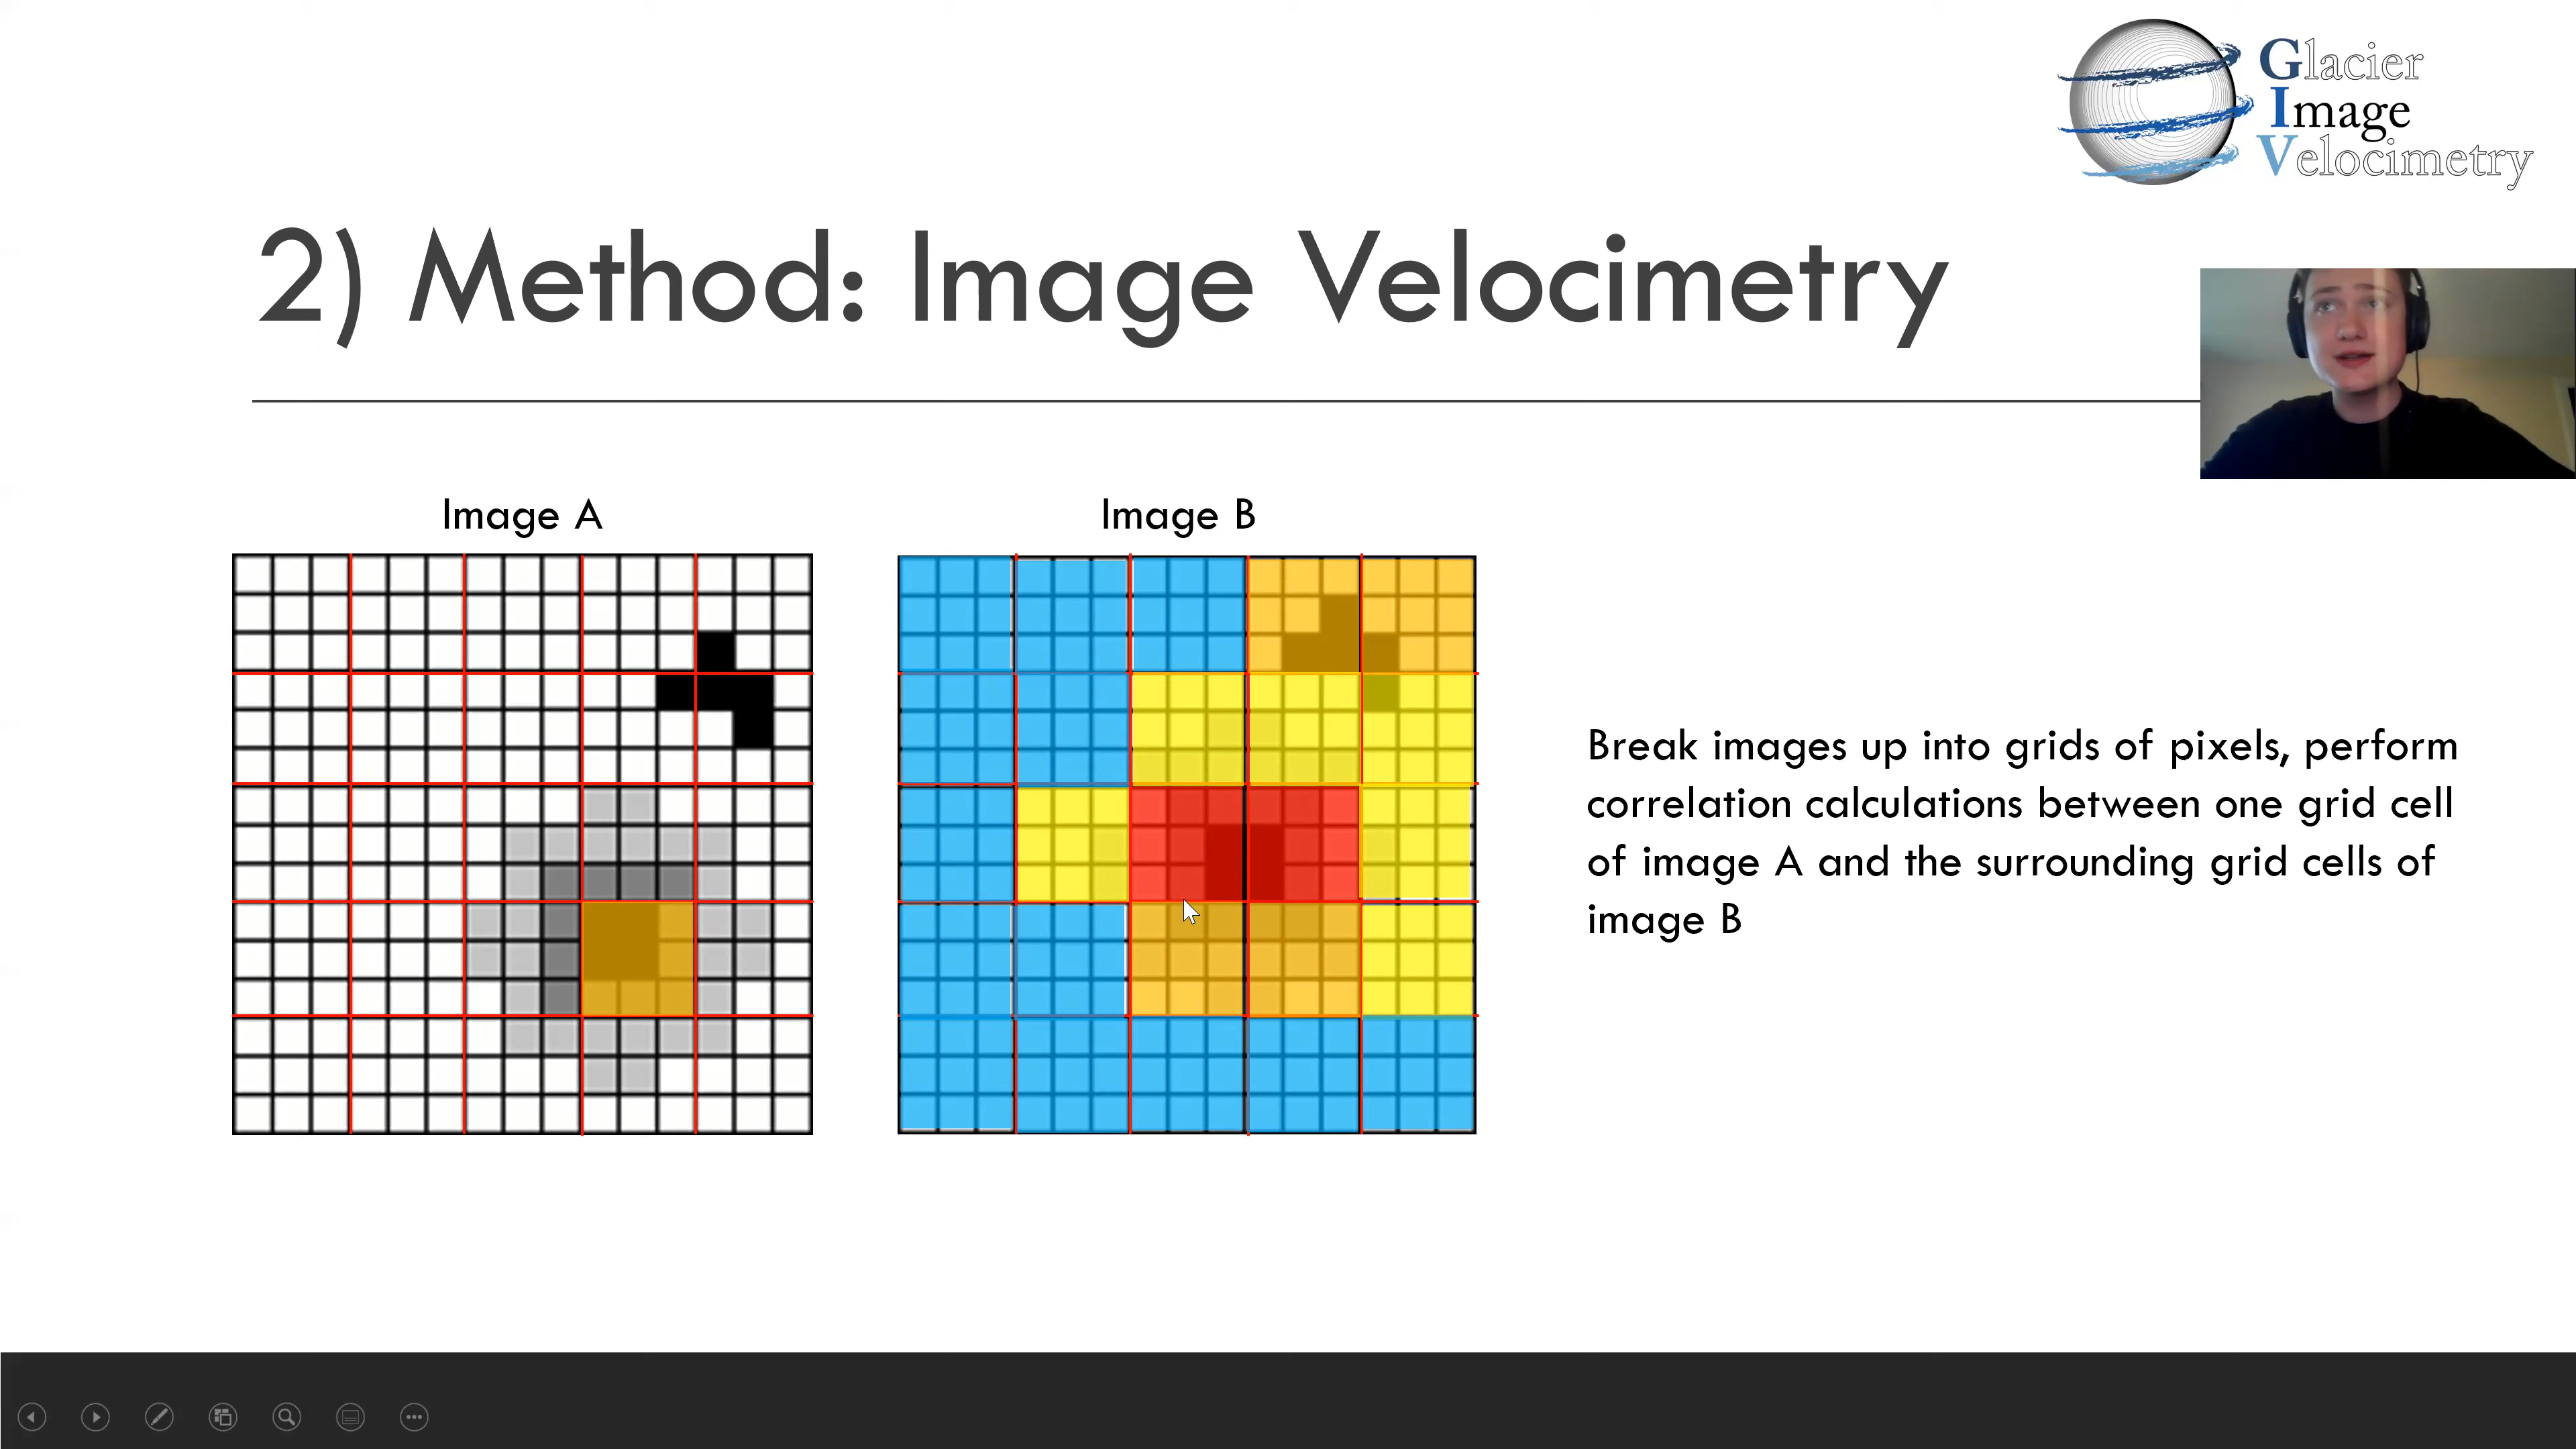 Glacier
Image
Velocimetry
2) Method: Image Velocimetry
Image A
Image B
Break images up into grids of pixels, perform
correlation calculations between one grid cell
of image A and the surrounding grid cells of
image B